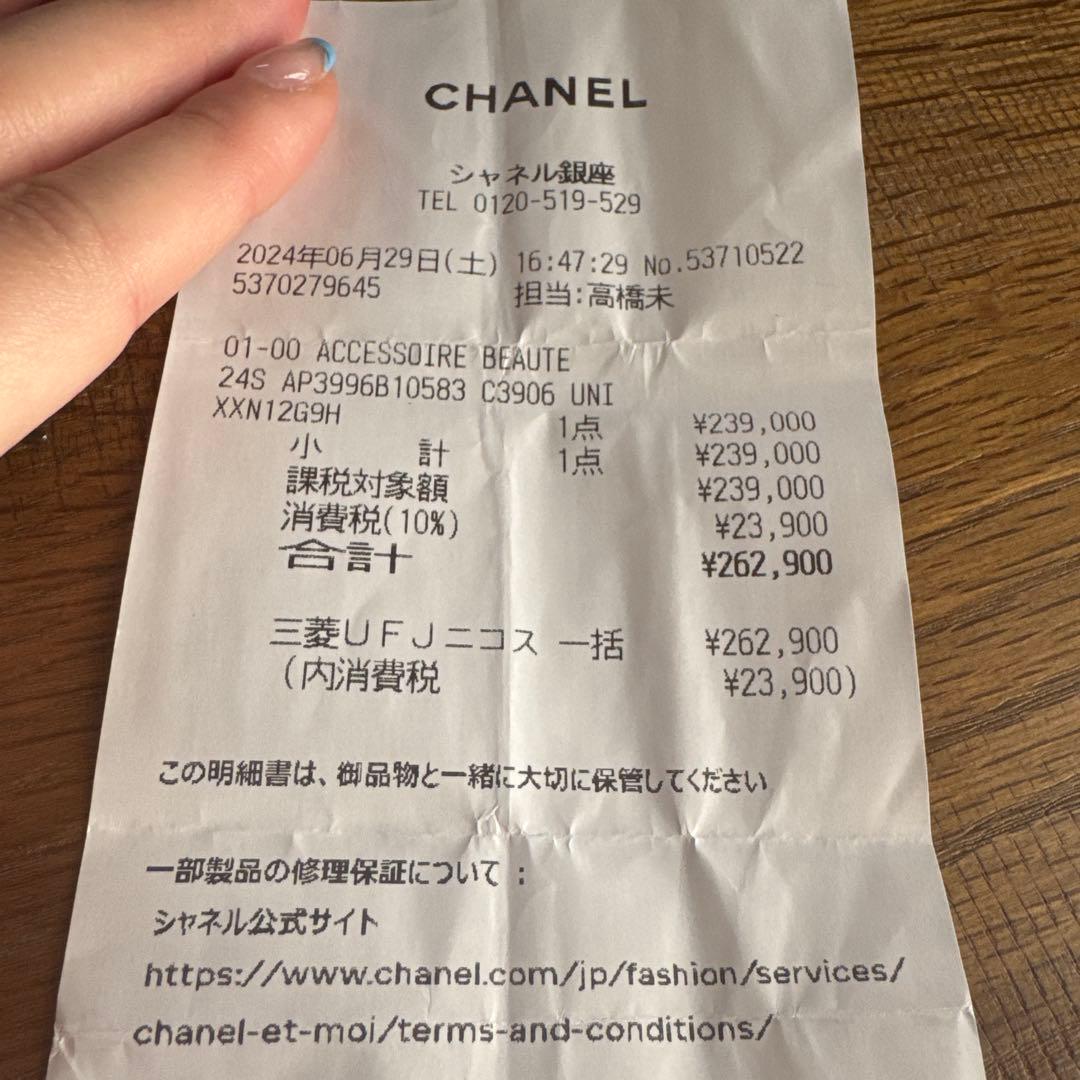 CHANEL
シャネル銀座
TEL 0120-519-529
2024年06月29日(土) 16:47:29 No.53710522
5370279645 担当:高橋未
01-00 ACCESSOIRE BEAUTE
24S AP3996B10583 C3906 UNI
XXN12G9H 1点 ¥239,000
小計 1点 ¥239,000
課税対象額 ¥239,000
消費税(10%) ¥23,900
合計 ¥262,900
三菱UFJニコス 一括 ¥262,900
(内消費税 ¥23,900)
この明細書は、御品物と一緒に大切に保管してください
一部製品の修理保証について :
シャネル公式サイト
https://www.chanel.com/jp/fashion/services/
chanel-et-moi/terms-and-conditions/